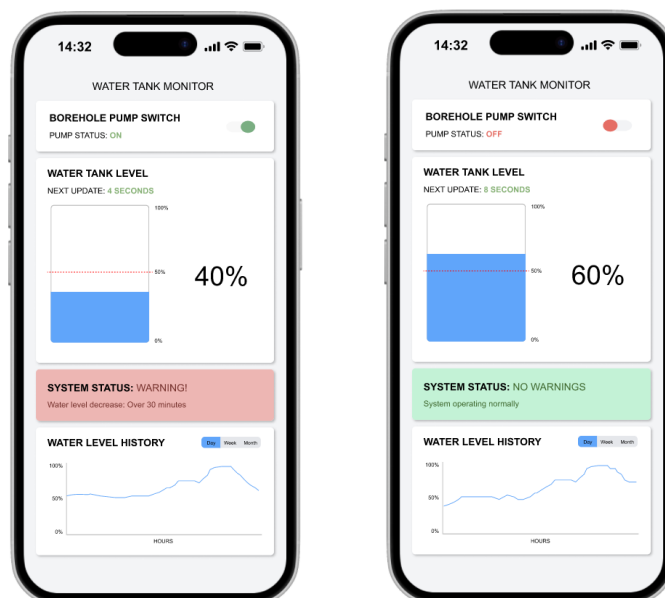 14:32
WATER TANK MONITOR
BOREHOLE PUMP SWITCH
PUMP STATUS: ON
WATER TANK LEVEL
NEXT UPDATE: 4 SECONDS
100%
50%
40%
0%
SYSTEM STATUS: WARNING!
Water level decrease: Over 30 minutes
WATER LEVEL HISTORY
Day Week Month
100%
50%
0%
HOURS
14:32
WATER TANK MONITOR
BOREHOLE PUMP SWITCH
PUMP STATUS: OFF
WATER TANK LEVEL
NEXT UPDATE: 8 SECONDS
100%
50%
60%
0%
SYSTEM STATUS: NO WARNINGS
System operating normally
WATER LEVEL HISTORY
Day Week Month
100%
50%
0%
HOURS